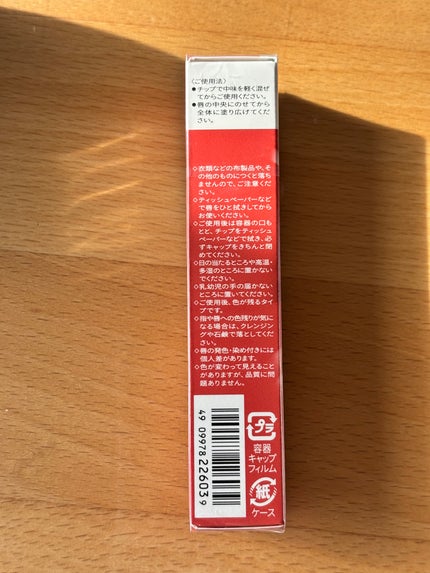 〈ご使用法〉
●チップで中味を軽く混ぜ
てからご使用ください。
●唇の中央にのせてから
全体に塗り広げてくだ
さい。
◇衣類などの布製品や、そ
の他のものにつくと落ち
ませんので、ご注意くだ
さい。
◇ティッシュペーパーなど
で唇をひと拭きしてから
お使いください。
◇ご使用後は容器の口も
とと、チップをティッシュ
ペーパーなどで拭き、必
ずキャップをきちんと閉
めてください。
◇日の当たるところや高温・
多湿のところに置かない
でください。
◇乳幼児の手の届かない
ところに置いてください。
◇ご使用後、色が残るタイ
プです。
◇指や唇への色残りが気に
なる場合は、クレンジン
グや石鹸で落としてくだ
さい。
◇唇の発色・染め付きには
個人差があります。
◇色が変わって見えること
がありますが、品質に問
題ありません。
49 09978 226039
プラ
容器
キャップ
フィルム
紙
ケース